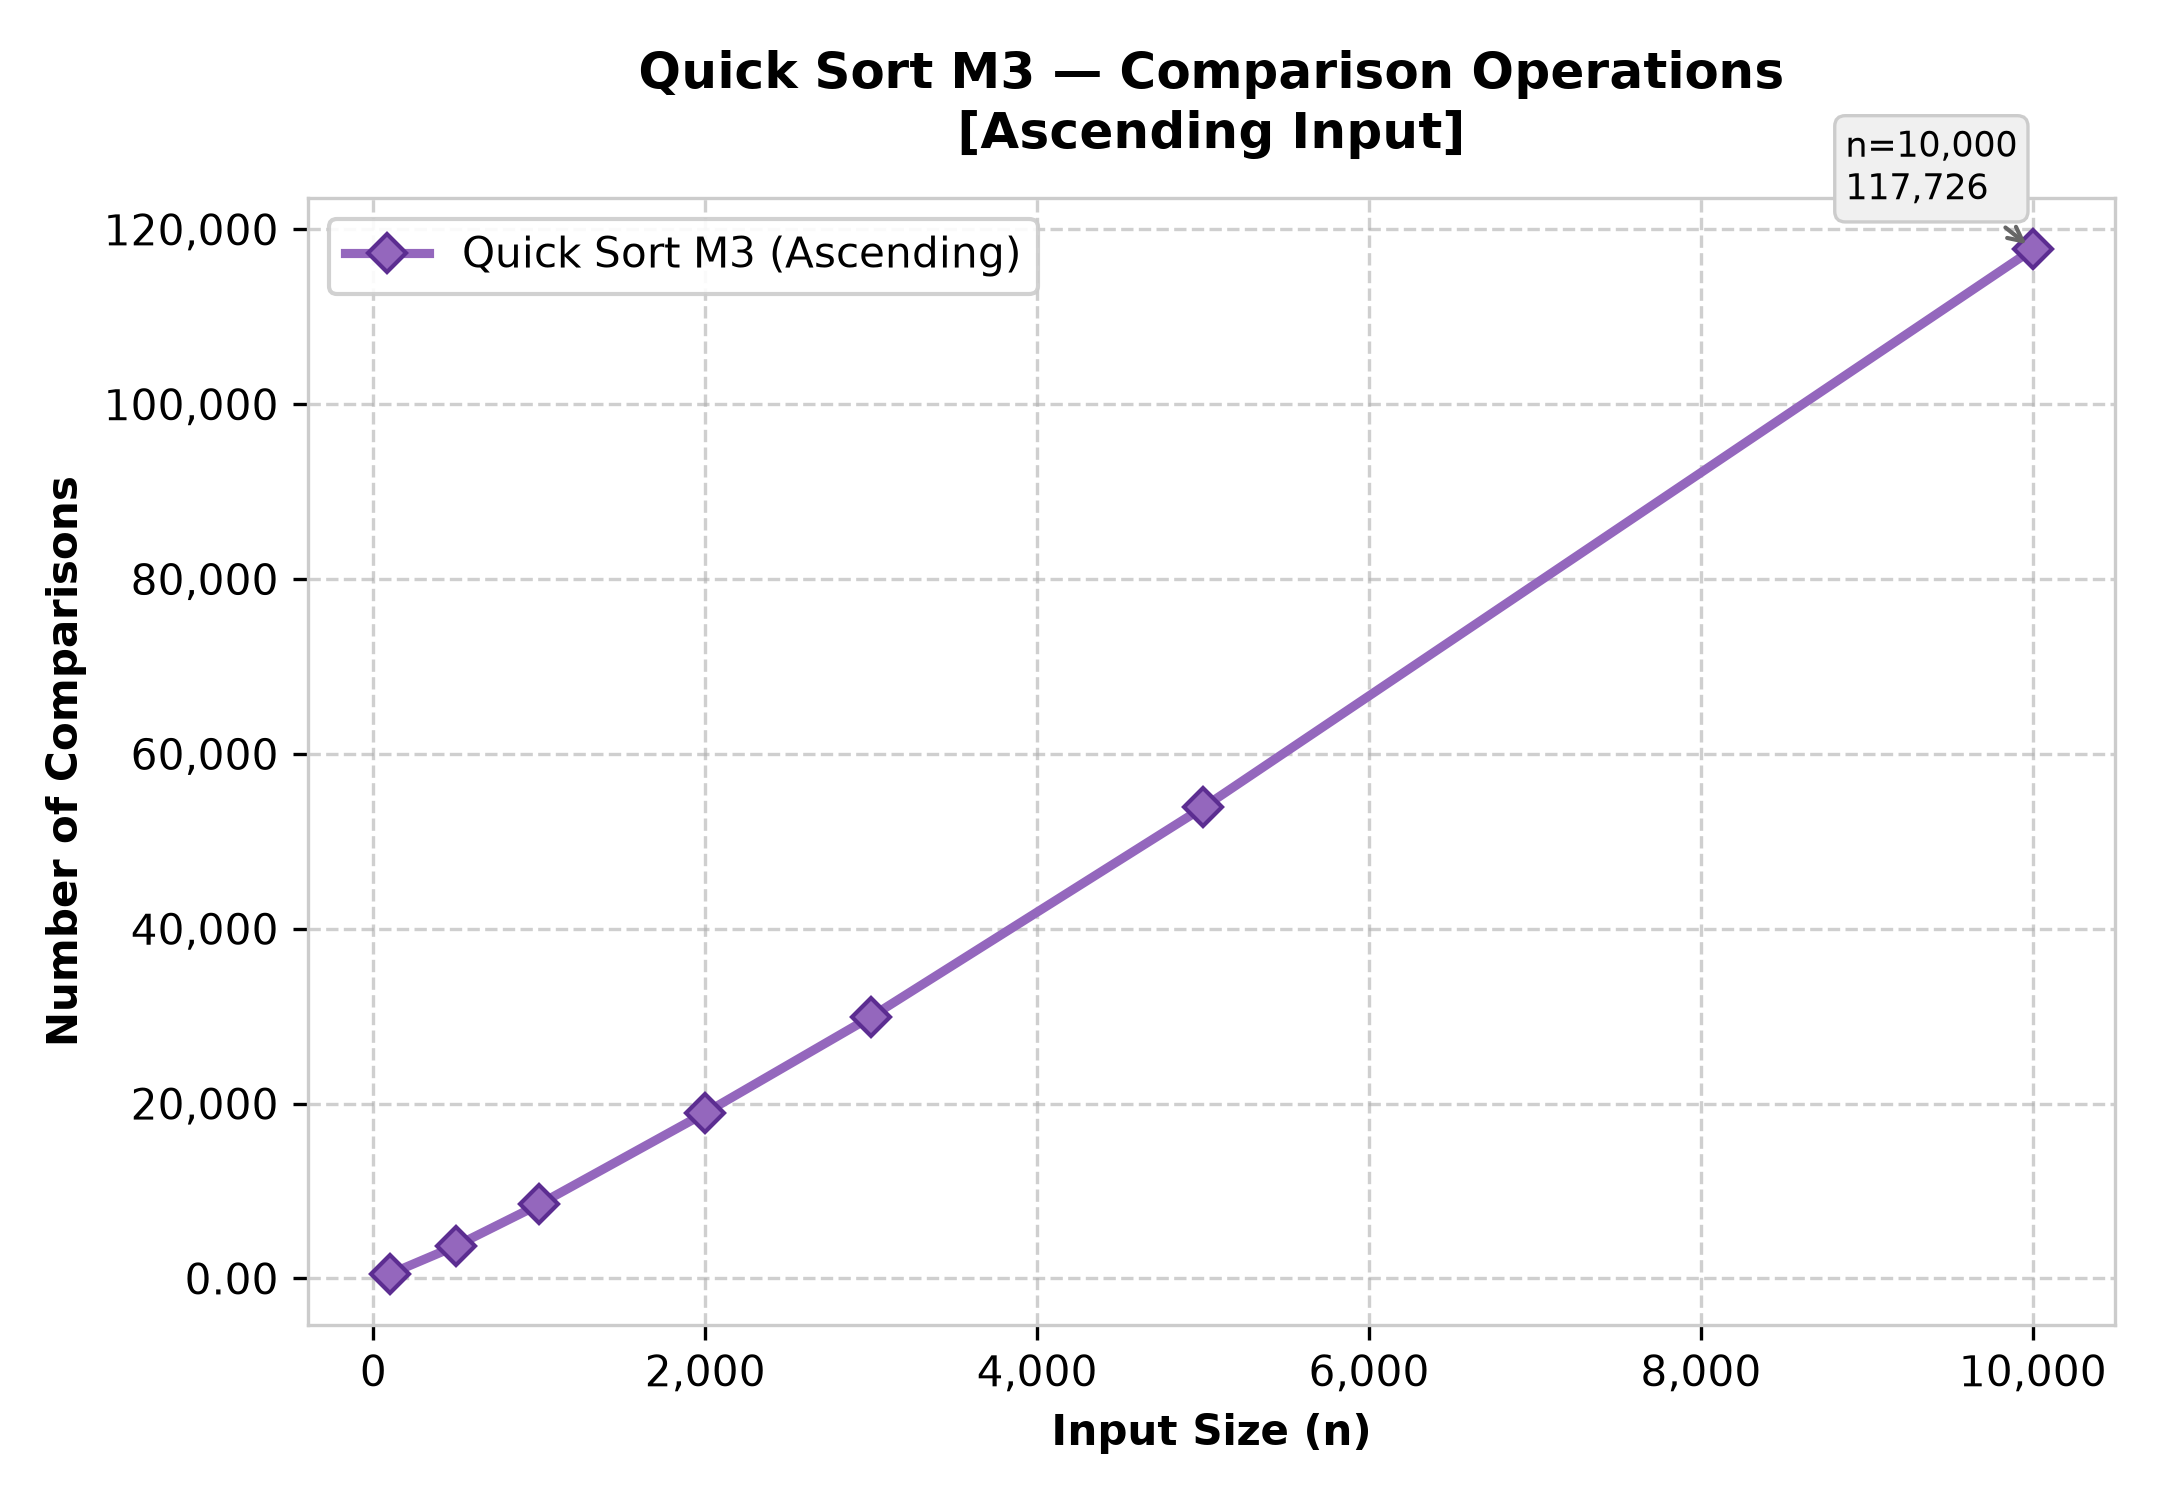 Quick Sort M3 — Comparison Operations
[Ascending Input]
n=10,000
117,726
Quick Sort M3 (Ascending)
120,000
100,000
80,000
60,000
40,000
20,000
0.00
Number of Comparisons
0
2,000
4,000
6,000
8,000
10,000
Input Size (n)